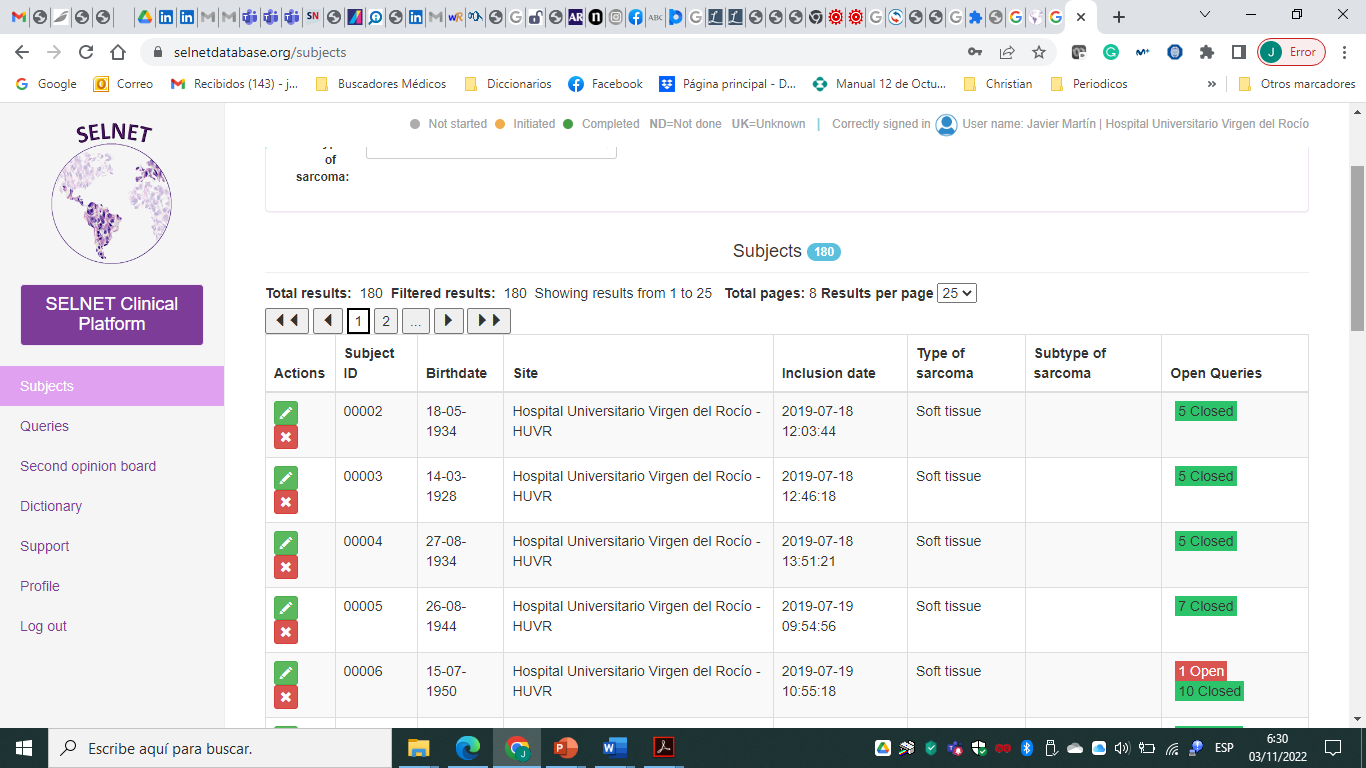 SN
AR
n
ABC
Error
selnetdatabase.org/subjects
J
Google
Correo
Recibidos (143) - j...
Buscadores Médicos
Diccionarios
Facebook
Página principal - D...
Manual 12 de Octu...
Christian
Periodicos
»
Otros marcadores
SELNET
Not started
Initiated
Completed
ND=Not done
UK=Unknown
|
Correctly signed in
User name: Javier Martín | Hospital Universitario Virgen del Rocío
of
sarcoma:
SELNET Clinical
Platform
Subjects
Queries
Second opinion board
Dictionary
Support
Profile
Log out
Subjects 180
Total results: 180 Filtered results: 180 Showing results from 1 to 25 Total pages: 8 Results per page 25
1 2 ...
Actions
Subject
ID
Birthdate
Site
Inclusion date
Type of
sarcoma
Subtype of
sarcoma
Open Queries
00002
18-05-
1934
Hospital Universitario Virgen del Rocío -
HUVR
2019-07-18
12:03:44
Soft tissue
5 Closed
00003
14-03-
1928
Hospital Universitario Virgen del Rocío -
HUVR
2019-07-18
12:46:18
Soft tissue
5 Closed
00004
27-08-
1934
Hospital Universitario Virgen del Rocío -
HUVR
2019-07-18
13:51:21
Soft tissue
5 Closed
00005
26-08-
1944
Hospital Universitario Virgen del Rocío -
HUVR
2019-07-19
09:54:56
Soft tissue
7 Closed
00006
15-07-
1950
Hospital Universitario Virgen del Rocío -
HUVR
2019-07-19
10:55:18
Soft tissue
1 Open
10 Closed
Escribe aquí para buscar.
ESP
6:30
03/11/2022